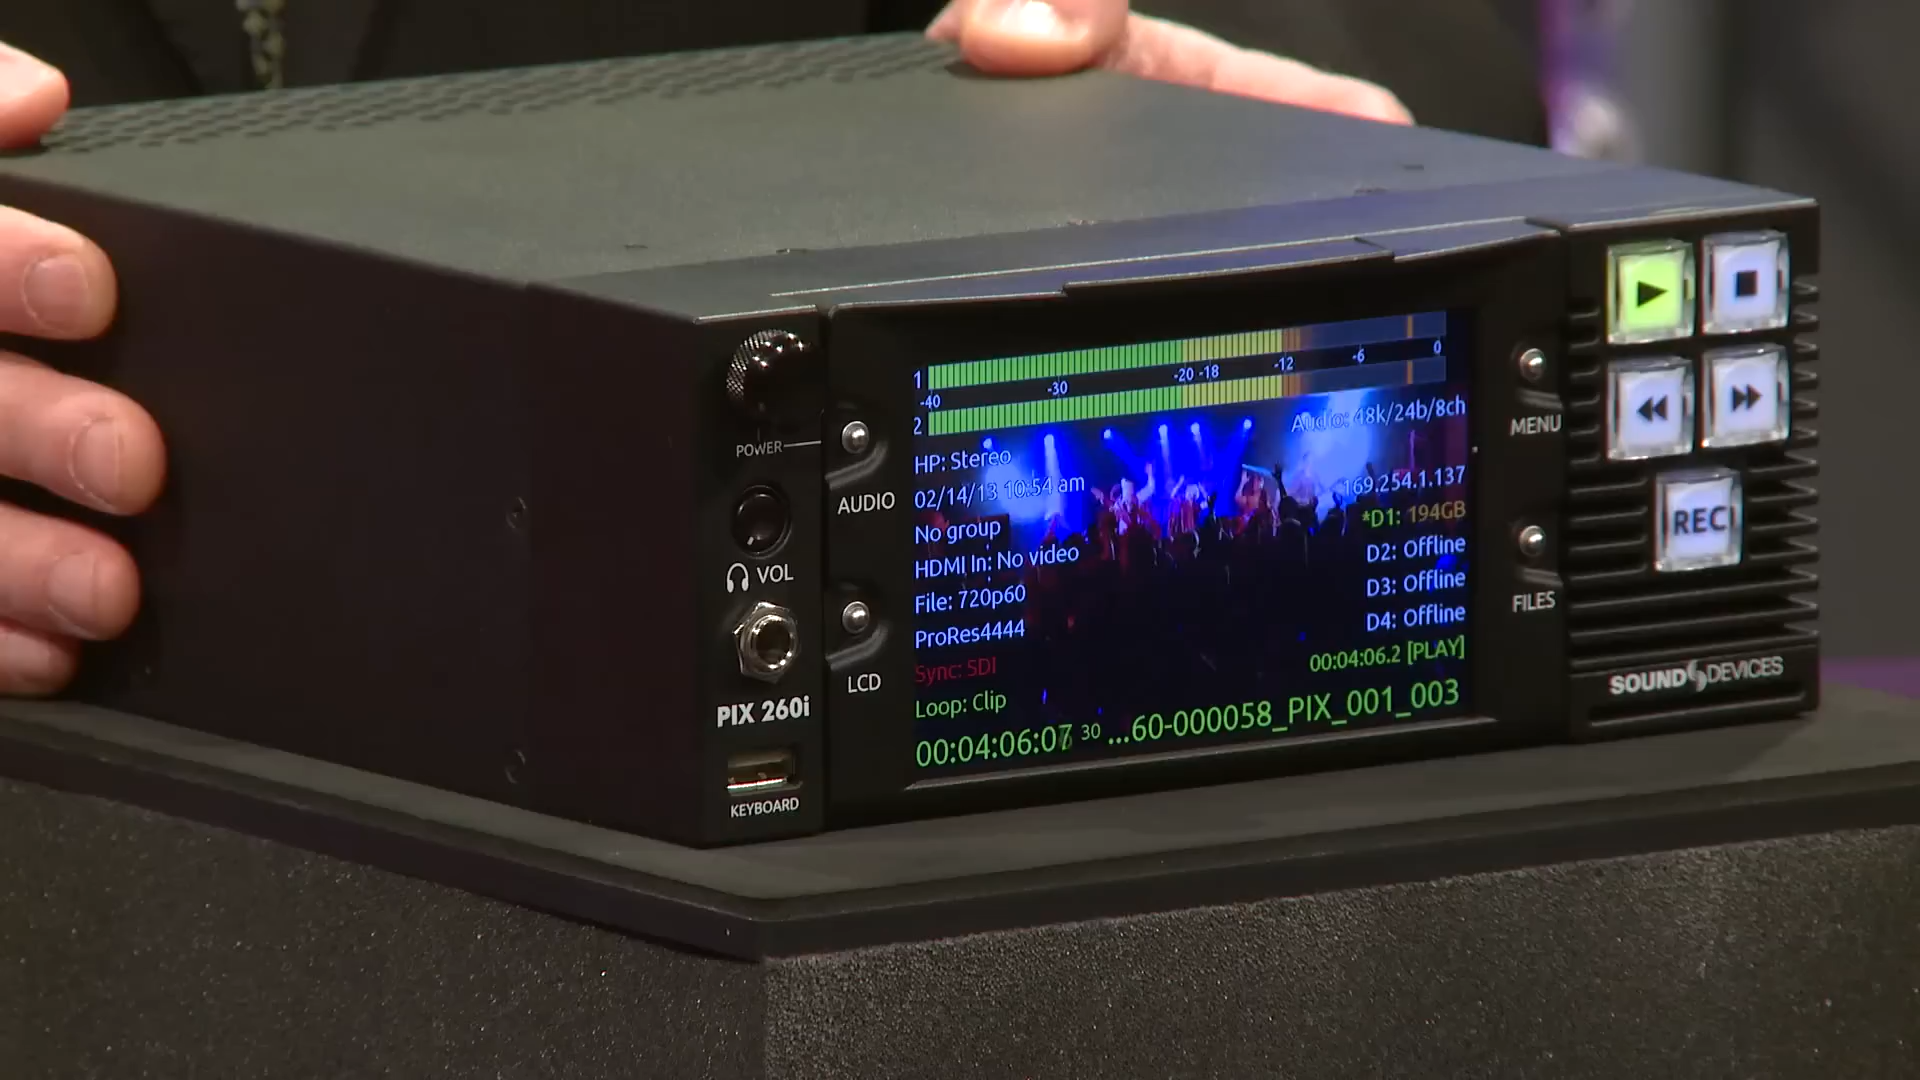 1
-40 -30 -20 -18 -12 -6 0
2
Audio: 48k/24b/8ch
HP: Stereo
02/14/13 10:54 am
169.254.1.137
No group
*D1: 194GB
HDMI In: No video
D2: Offline
File: 720p60
D3: Offline
ProRes4444
D4: Offline
Sync: SDI
00:04:06.2 [PLAY]
Loop: Clip
00:04:06:07 30 ...60-000058_PIX_001_003
POWER
AUDIO
VOL
LCD
PIX 260i
KEYBOARD
MENU
FILES
REC
SOUND DEVICES